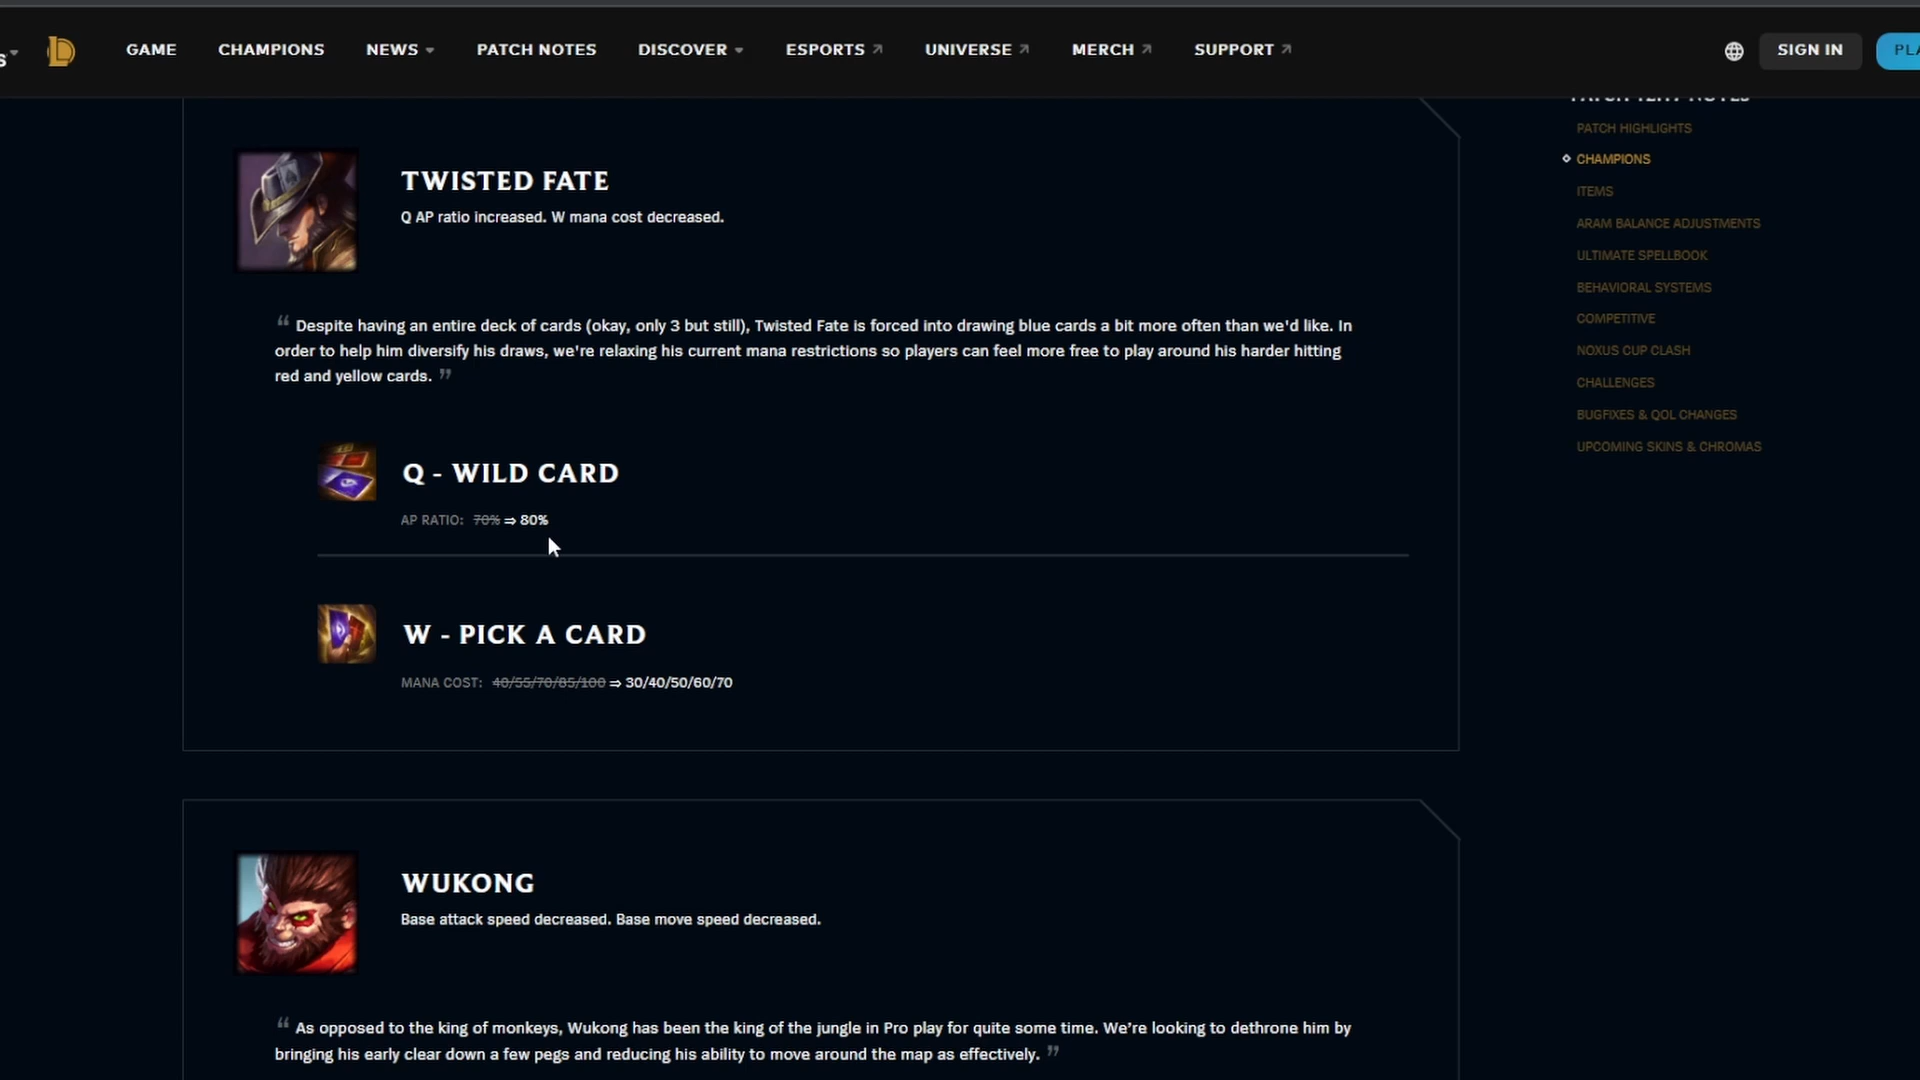 GAME CHAMPIONS NEWS PATCH NOTES DISCOVER ESPORTS UNIVERSE MERCH SUPPORT SIGN IN
TWISTED FATE
Q AP ratio increased. W mana cost decreased.
“ Despite having an entire deck of cards (okay, only 3 but still), Twisted Fate is forced into drawing blue cards a bit more often than we'd like. In
order to help him diversify his draws, we're relaxing his current mana restrictions so players can feel more free to play around his harder hitting
red and yellow cards. ”
Q - WILD CARD
AP RATIO: 70% ⇒ 80%
W - PICK A CARD
MANA COST: 40/55/70/85/100 ⇒ 30/40/50/60/70
WUKONG
Base attack speed decreased. Base move speed decreased.
“ As opposed to the king of monkeys, Wukong has been the king of the jungle in Pro play for quite some time. We're looking to dethrone him by
bringing his early clear down a few pegs and reducing his ability to move around the map as effectively. ”
PATCH HIGHLIGHTS
CHAMPIONS
ITEMS
ARAM BALANCE ADJUSTMENTS
ULTIMATE SPELLBOOK
BEHAVIORAL SYSTEMS
COMPETITIVE
NOXUS CUP CLASH
CHALLENGES
BUGFIXES & QOL CHANGES
UPCOMING SKINS & CHROMAS